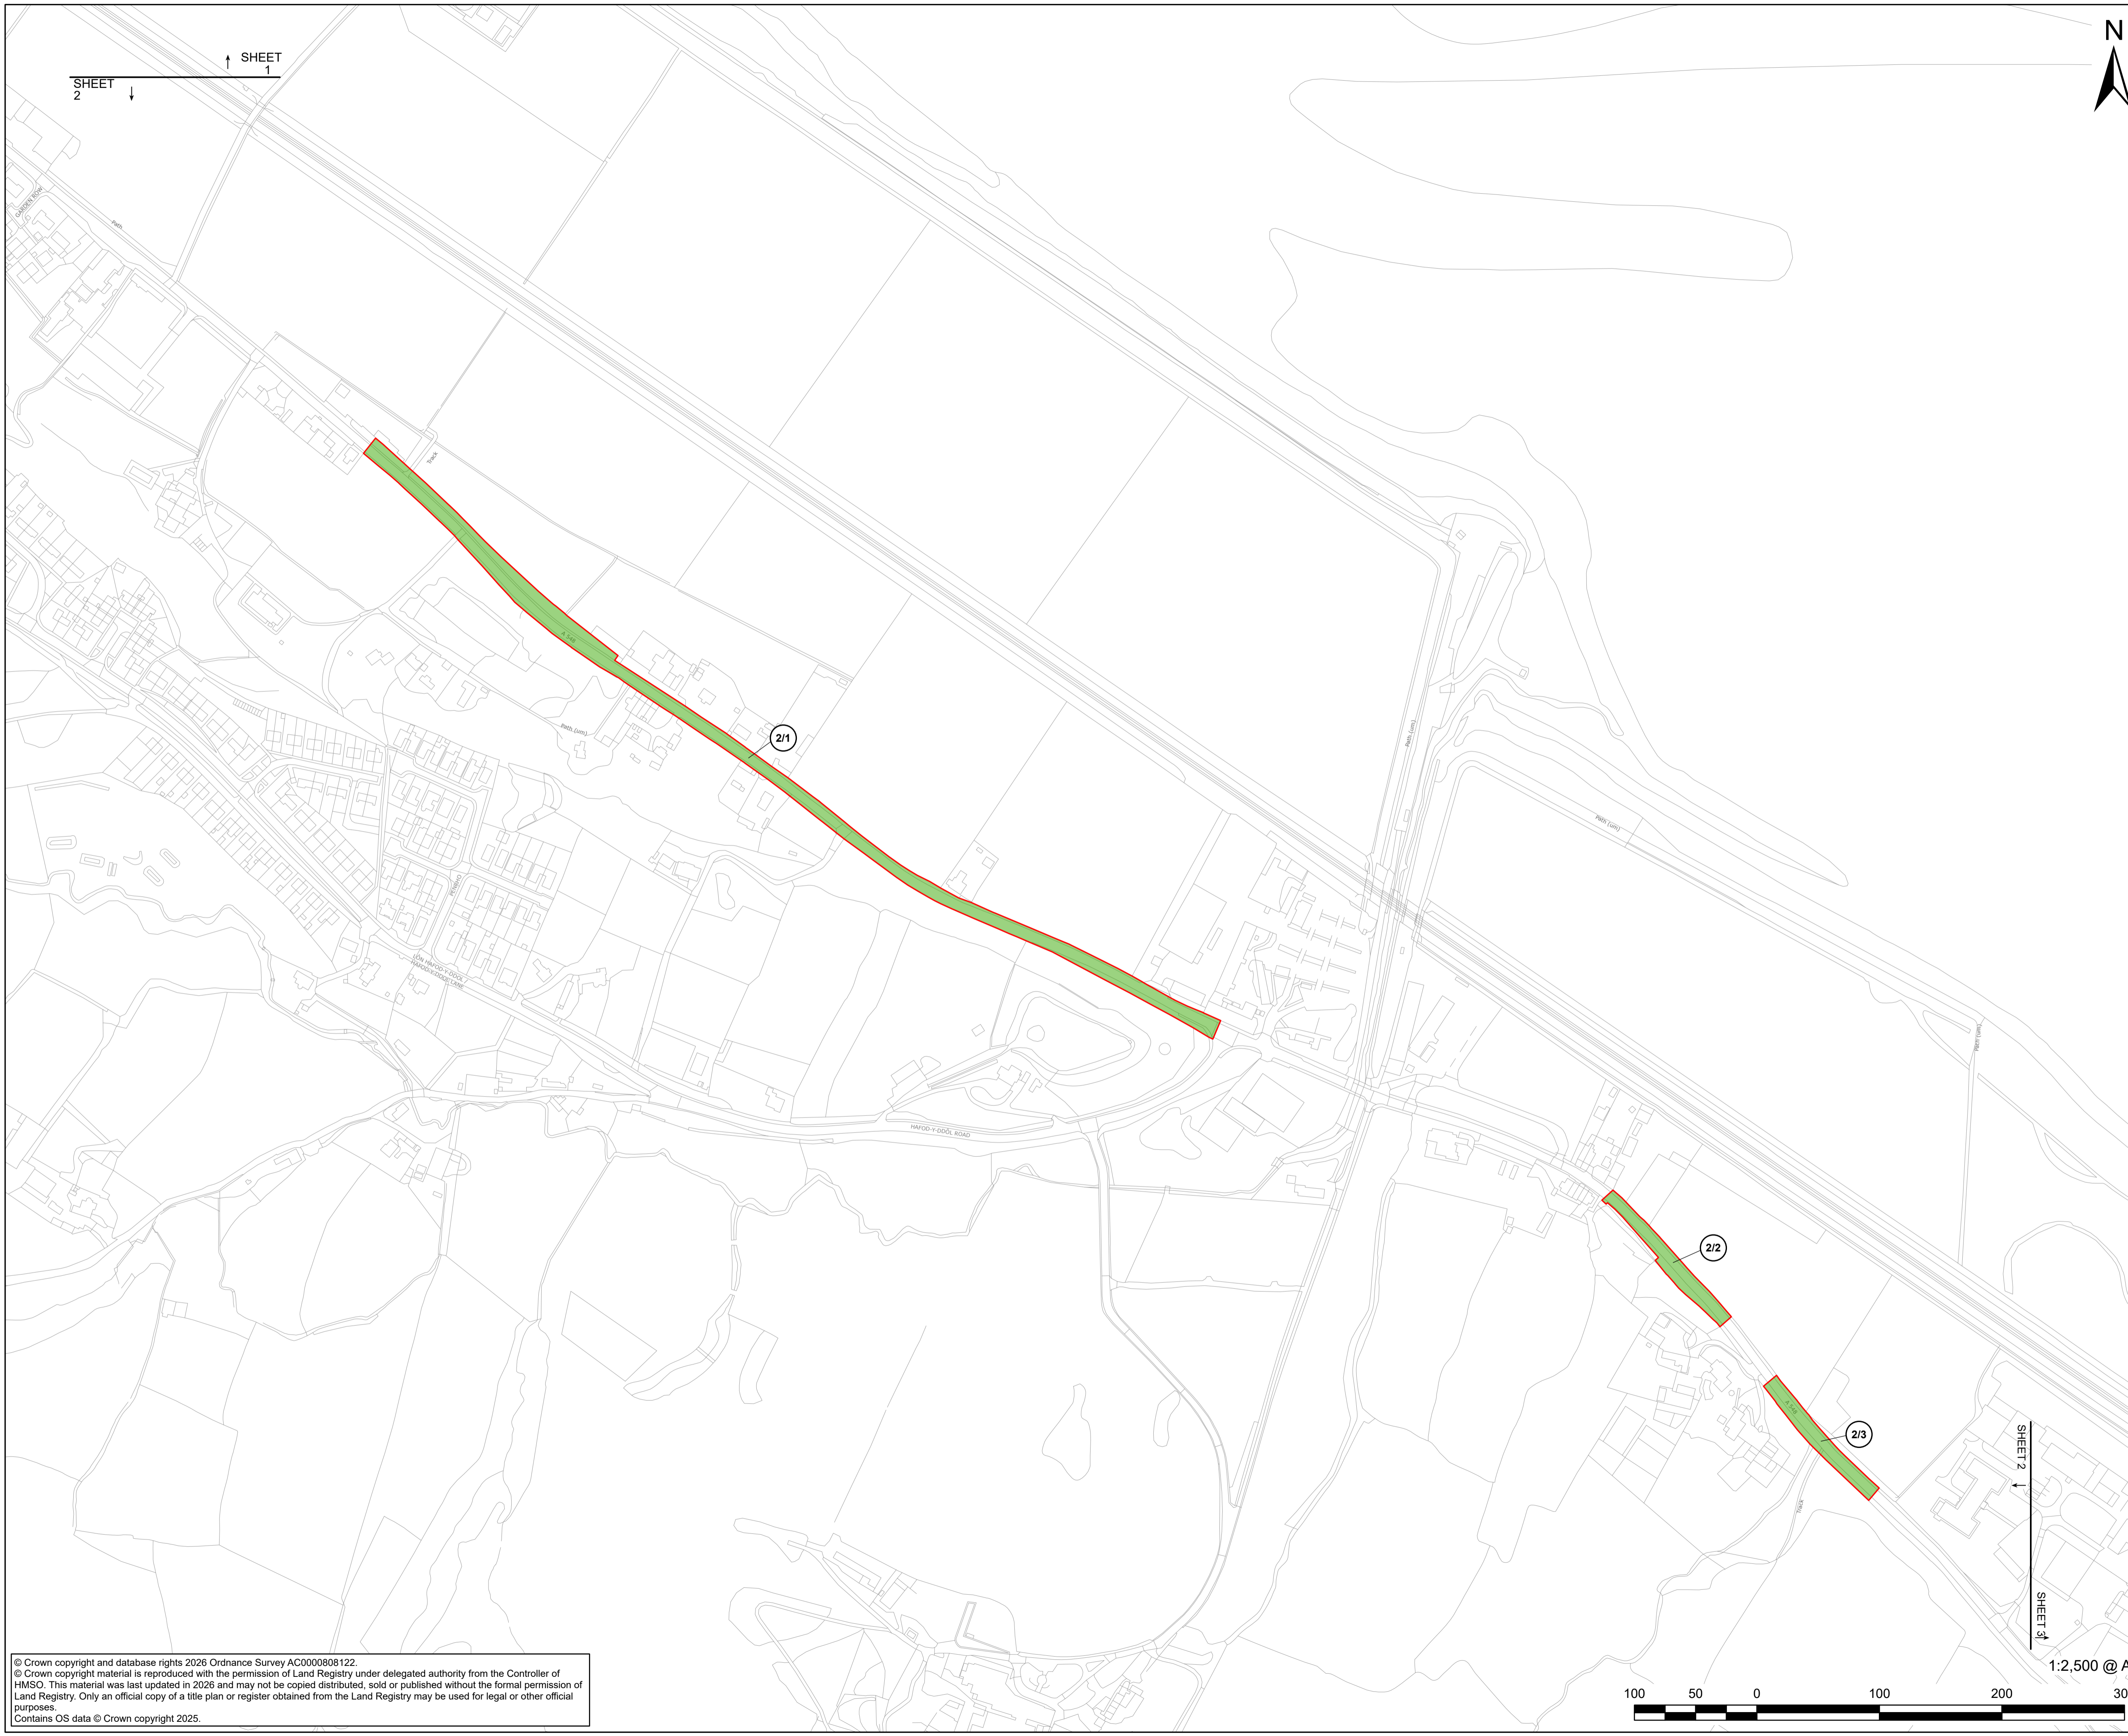 N
SHEET
1
SHEET
2
GARDEN ROW
Path
Track
A 548
2/1
Path (um)
Path (um)
Path (um)
Path (um)
PENRHO
LÔN HAFOD-Y-DDOL /
HAFOD-Y-DDOL LANE
HAFOD-Y-DDOL ROAD
2/2
A 548
2/3
Track
SHEET 2
SHEET 3
1:2,500 @ A
100 50 0 100 200 30
© Crown copyright and database rights 2026 Ordnance Survey AC0000808122.
© Crown copyright material is reproduced with the permission of Land Registry under delegated authority from the Controller of
HMSO. This material was last updated in 2026 and may not be copied distributed, sold or published without the formal permission of
Land Registry. Only an official copy of a title plan or register obtained from the Land Registry may be used for legal or other official
purposes.
Contains OS data © Crown copyright 2025.